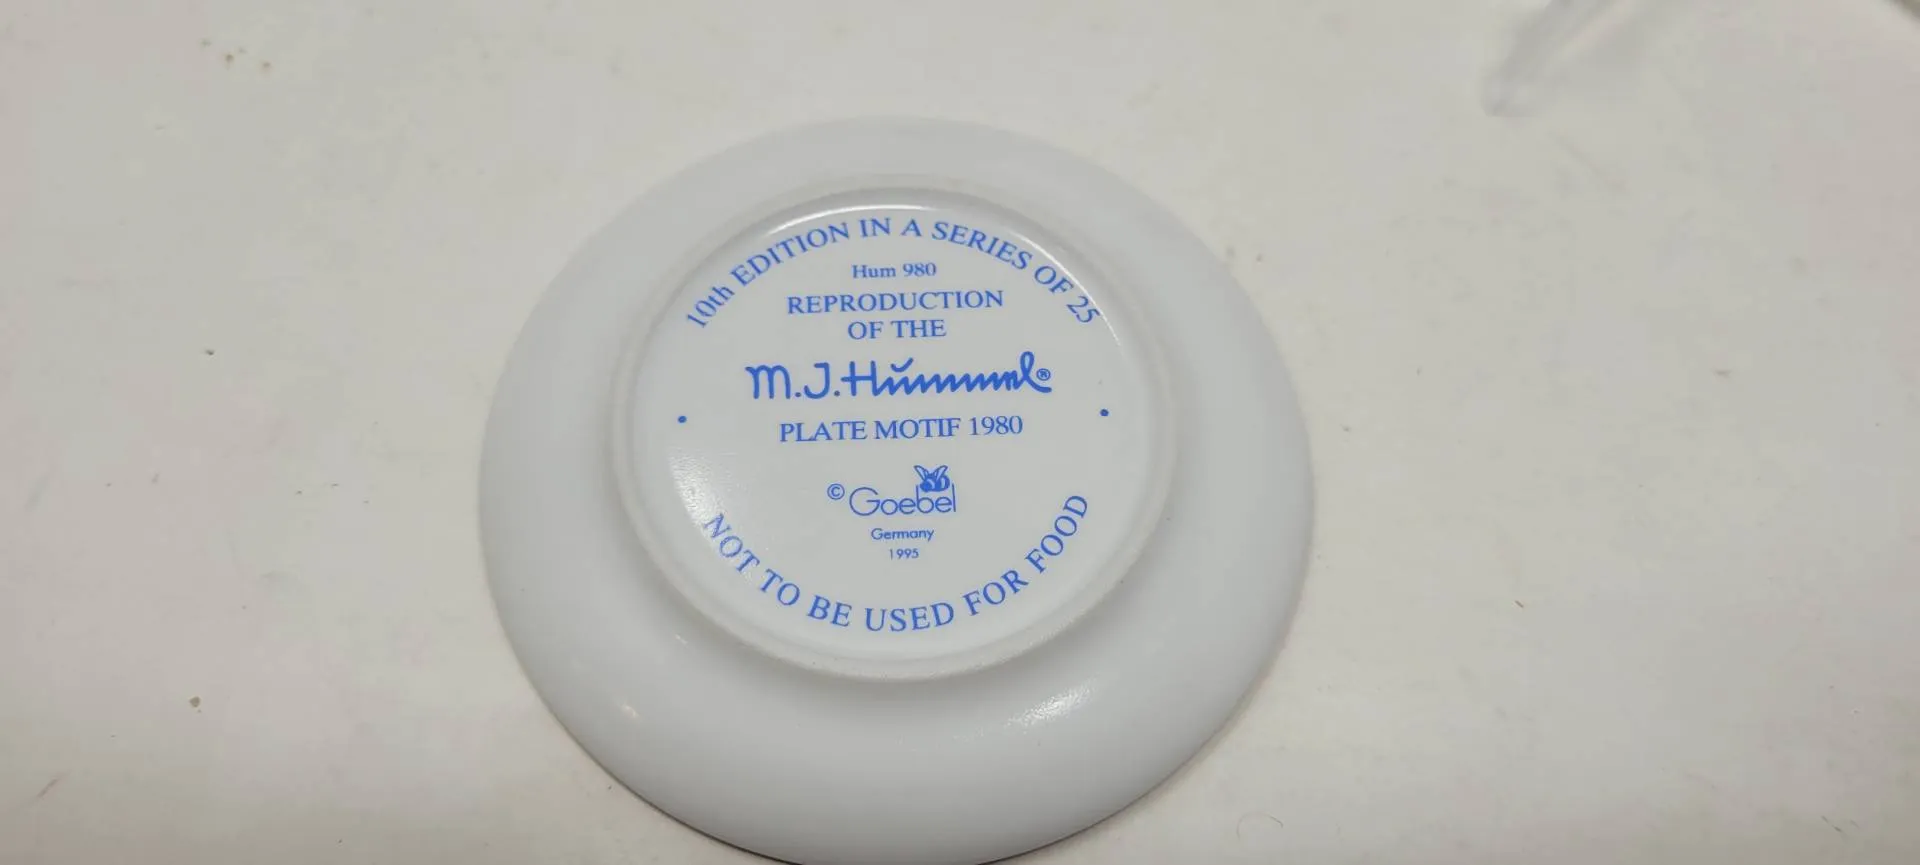 10th EDITION IN A SERIES OF 25
Hum 980
REPRODUCTION
OF THE
M.J.Hummel®
PLATE MOTIF 1980
© Goebel
Germany
1995
NOT TO BE USED FOR FOOD